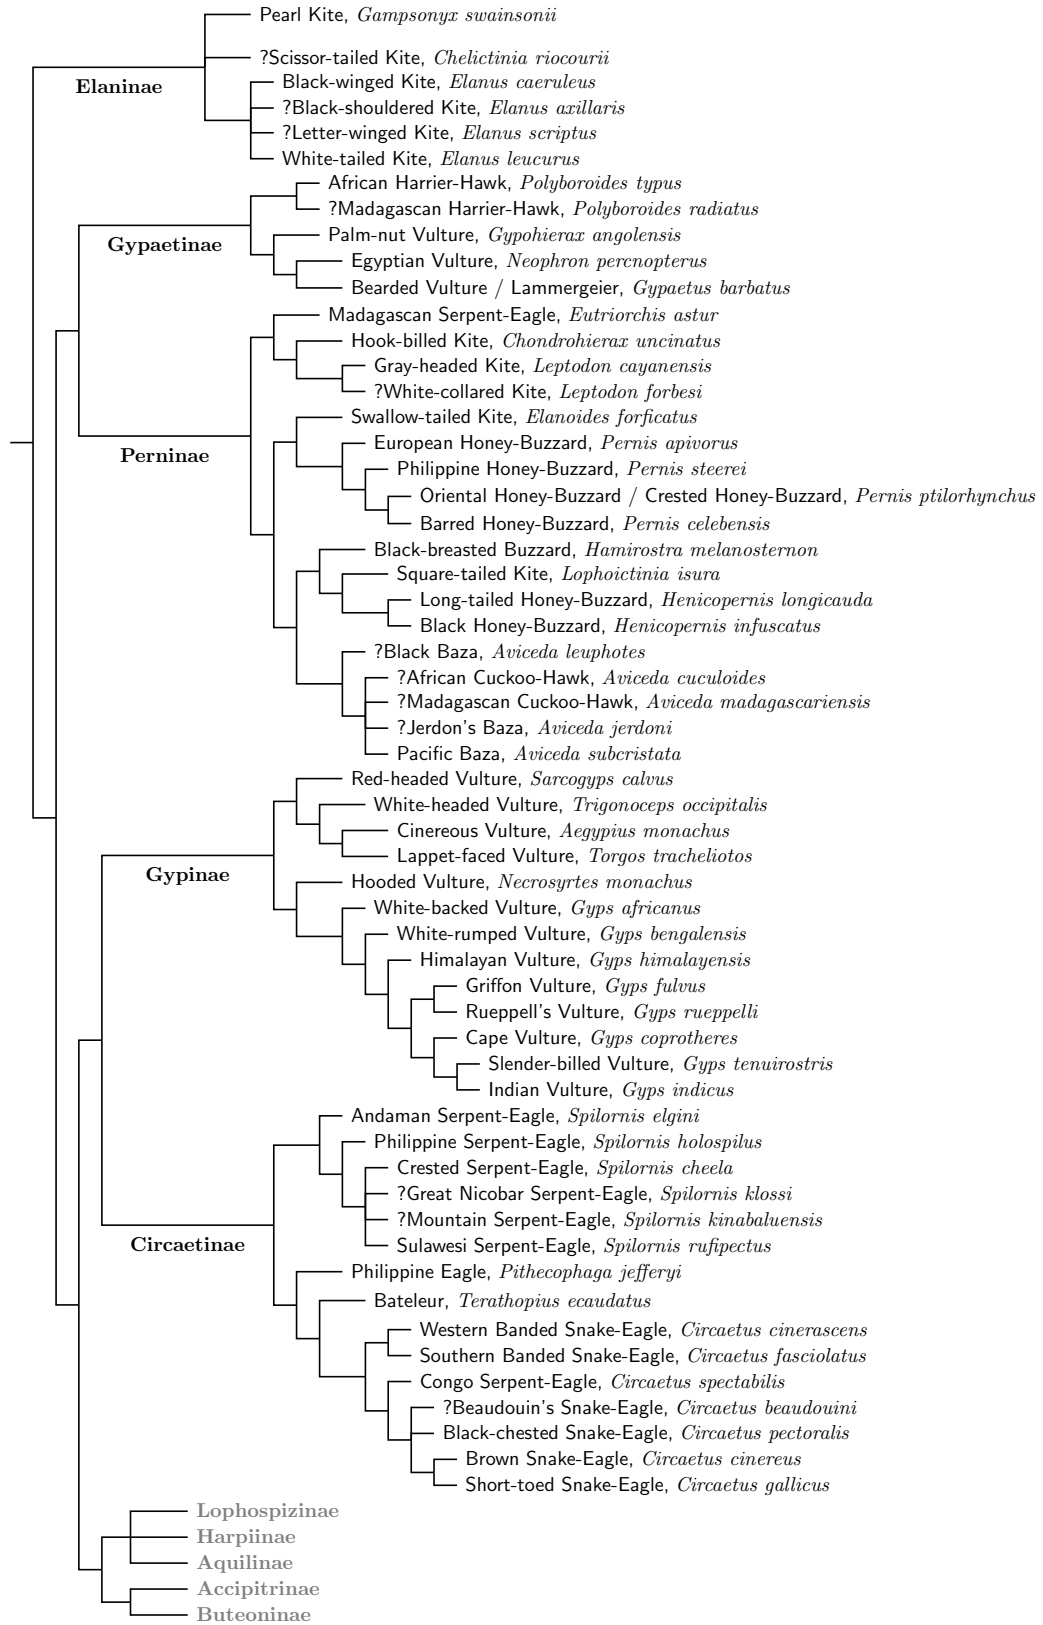 Pearl Kite, Gampsonyx swainsonii
?Scissor-tailed Kite, Chelictinia riocourii
Elaninae
Black-winged Kite, Elanus caeruleus
?Black-shouldered Kite, Elanus axillaris
?Letter-winged Kite, Elanus scriptus
White-tailed Kite, Elanus leucurus
African Harrier-Hawk, Polyboroides typus
?Madagascan Harrier-Hawk, Polyboroides radiatus
Palm-nut Vulture, Gypohierax angolensis
Gypaetinae
Egyptian Vulture, Neophron percnopterus
Bearded Vulture / Lammergeier, Gypaetus barbatus
Madagascan Serpent-Eagle, Eutriorchis astur
Hook-billed Kite, Chondrohierax uncinatus
Gray-headed Kite, Leptodon cayanensis
?White-collared Kite, Leptodon forbesi
Swallow-tailed Kite, Elanoides forficatus
European Honey-Buzzard, Pernis apivorus
Perninae
Philippine Honey-Buzzard, Pernis steerei
Oriental Honey-Buzzard / Crested Honey-Buzzard, Pernis ptilorhynchus
Barred Honey-Buzzard, Pernis celebensis
Black-breasted Buzzard, Hamirostra melanosternon
Square-tailed Kite, Lophoictinia isura
Long-tailed Honey-Buzzard, Henicopernis longicauda
Black Honey-Buzzard, Henicopernis infuscatus
?Black Baza, Aviceda leuphotes
?African Cuckoo-Hawk, Aviceda cuculoides
?Madagascan Cuckoo-Hawk, Aviceda madagascariensis
?Jerdon's Baza, Aviceda jerdoni
Pacific Baza, Aviceda subcristata
Red-headed Vulture, Sarcogyps calvus
White-headed Vulture, Trigonoceps occipitalis
Cinereous Vulture, Aegypius monachus
Lappet-faced Vulture, Torgos tracheliotos
Gypinae
Hooded Vulture, Necrosyrtes monachus
White-backed Vulture, Gyps africanus
White-rumped Vulture, Gyps bengalensis
Himalayan Vulture, Gyps himalayensis
Griffon Vulture, Gyps fulvus
Rueppell's Vulture, Gyps rueppelli
Cape Vulture, Gyps coprotheres
Slender-billed Vulture, Gyps tenuirostris
Indian Vulture, Gyps indicus
Andaman Serpent-Eagle, Spilornis elgini
Philippine Serpent-Eagle, Spilornis holospilus
Crested Serpent-Eagle, Spilornis cheela
?Great Nicobar Serpent-Eagle, Spilornis klossi
?Mountain Serpent-Eagle, Spilornis kinabaluensis
Circaetinae
Sulawesi Serpent-Eagle, Spilornis rufipectus
Philippine Eagle, Pithecophaga jefferyi
Bateleur, Terathopius ecaudatus
Western Banded Snake-Eagle, Circaetus cinerascens
Southern Banded Snake-Eagle, Circaetus fasciolatus
Congo Serpent-Eagle, Circaetus spectabilis
?Beaudouin's Snake-Eagle, Circaetus beaudouini
Black-chested Snake-Eagle, Circaetus pectoralis
Brown Snake-Eagle, Circaetus cinereus
Short-toed Snake-Eagle, Circaetus gallicus
Lophospizinae
Harpiinae
Aquilinae
Accipitrinae
Buteoninae